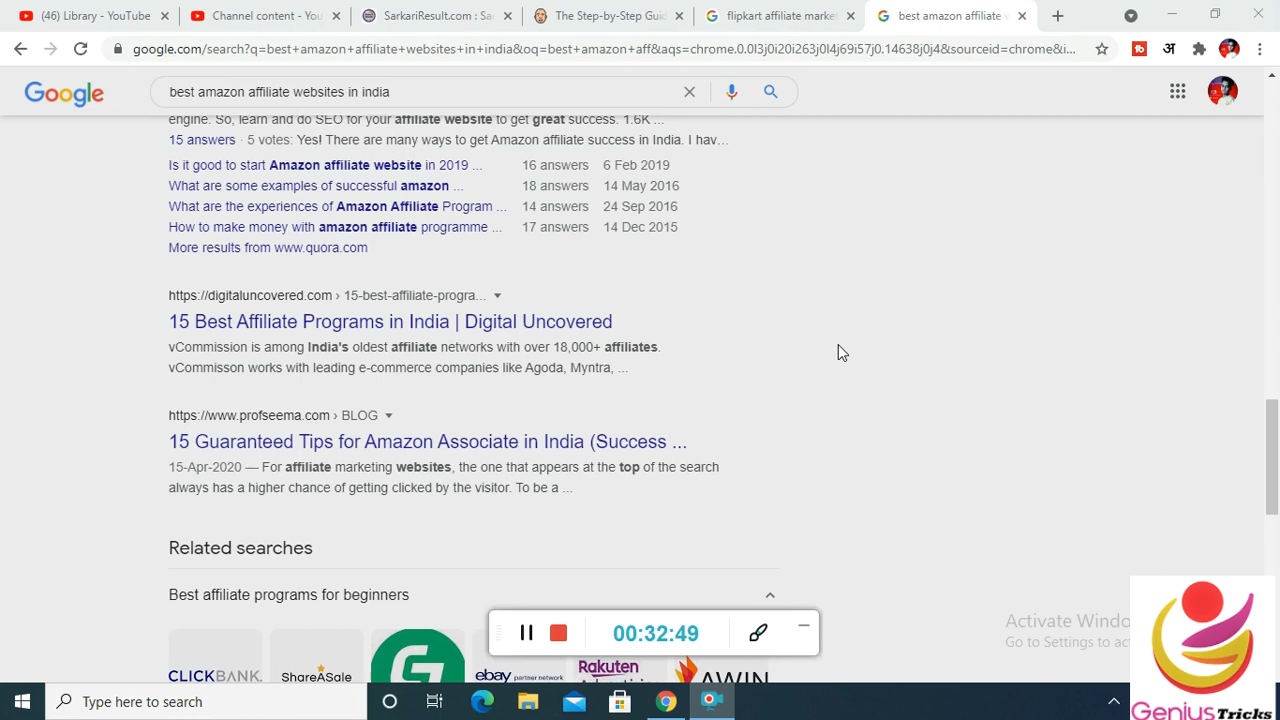 (46) Library - YouTube
Channel content - You
SarkariResult.com : Sa
The Step-by-Step Guid
flipkart affiliate market
best amazon affiliate w
google.com/search?q=best+amazon+affiliate+websites+in+india&oq=best+amazon+aff&aqs=chrome.0.0l3j0i20i263j0l4j69i57j0.14638j0j4&sourceid=chrome&i...
अ
Google
best amazon affiliate websites in india
engine. So, learn and do SEO for your affiliate website to get great success. 1.6K ...
15 answers · 5 votes: Yes! There are many ways to get Amazon affiliate success in India. I hav...
Is it good to start Amazon affiliate website in 2019 ... 16 answers 6 Feb 2019
What are some examples of successful amazon ... 18 answers 14 May 2016
What are the experiences of Amazon Affiliate Program ... 14 answers 24 Sep 2016
How to make money with amazon affiliate programme ... 17 answers 14 Dec 2015
More results from www.quora.com
https://digitaluncovered.com › 15-best-affiliate-progra...
15 Best Affiliate Programs in India | Digital Uncovered
vCommission is among India's oldest affiliate networks with over 18,000+ affiliates.
vCommisson works with leading e-commerce companies like Agoda, Myntra, ...
https://www.profseema.com › BLOG
15 Guaranteed Tips for Amazon Associate in India (Success ...
15-Apr-2020 — For affiliate marketing websites, the one that appears at the top of the search
always has a higher chance of getting clicked by the visitor. To be a ...
Related searches
Best affiliate programs for beginners
00:32:49
Activate Windo
Go to Settings to act
CLICKBANK
ShareASale
G
ebay partner network
Rakuten
AWIN
Type here to search
Genius Tricks